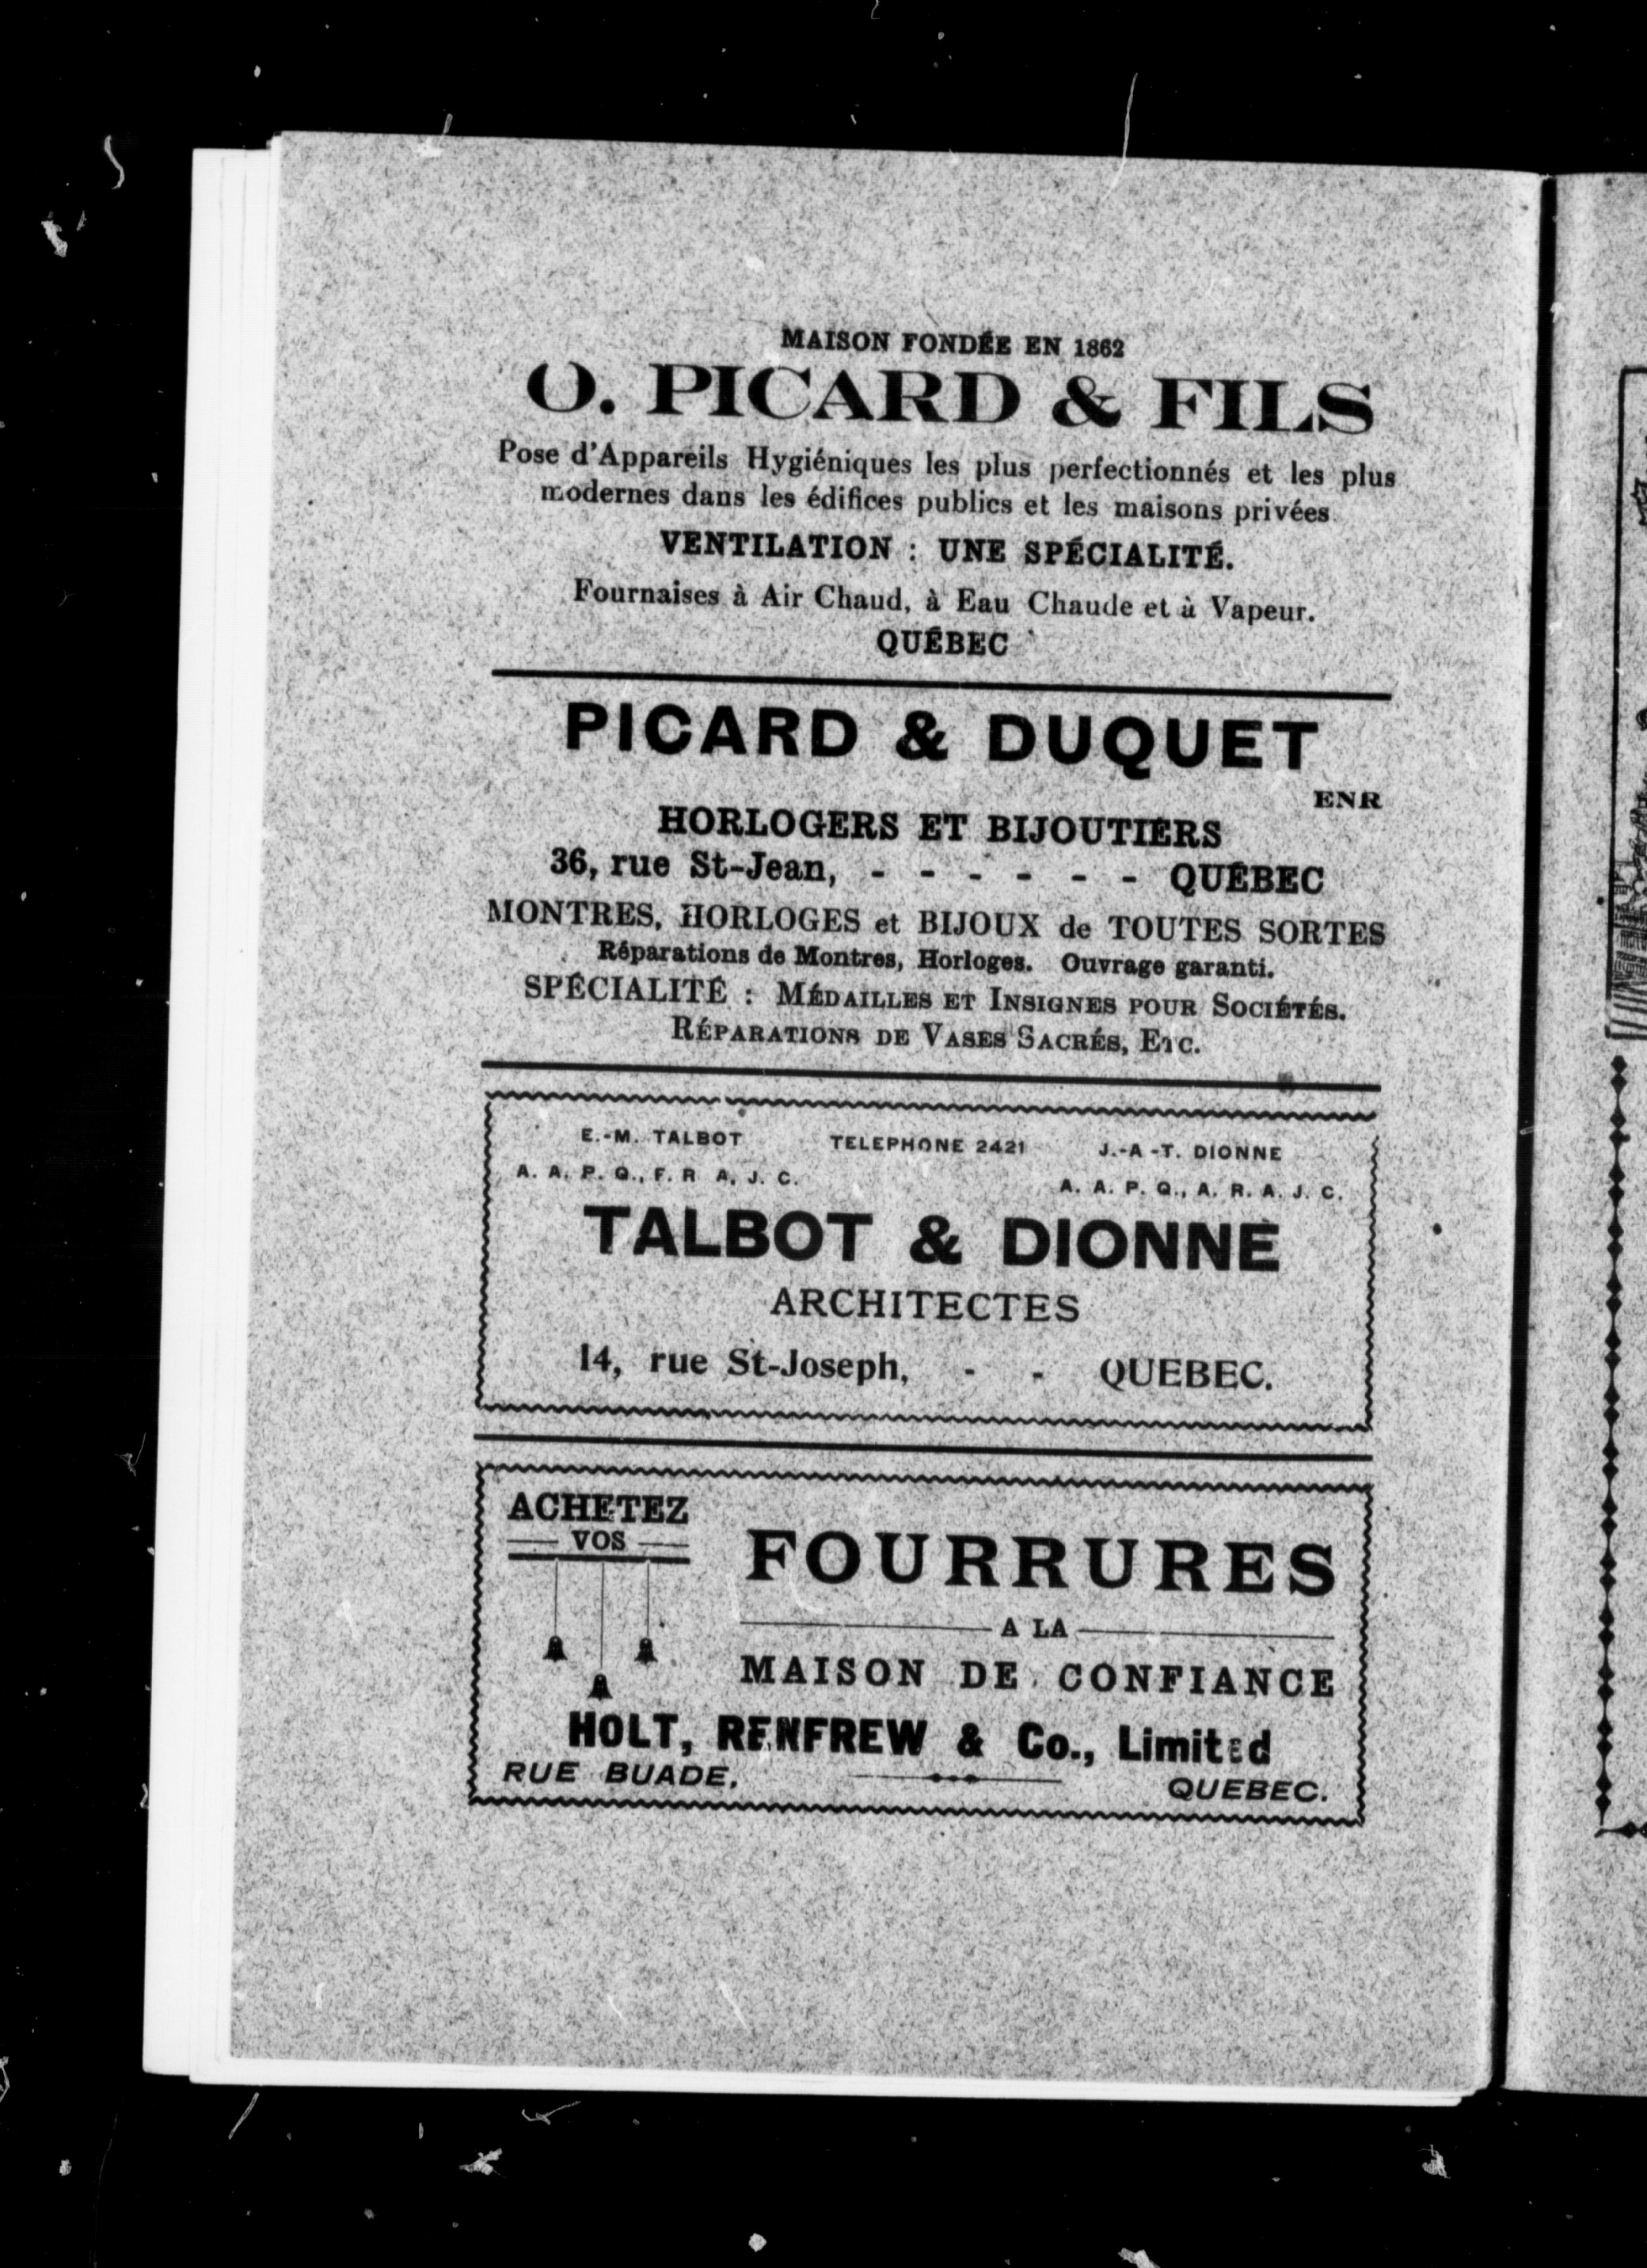 MAISON FONDÉE EN 1862
O. PICARD & FILS
Pose d'Appareils Hygiéniques les plus perfectionnés et les plus
modernes dans les édifices publics et les maisons privées.
VENTILATION : UNE SPÉCIALITÉ.
Fournaises à Air Chaud, à Eau Chaude et à Vapeur.
QUÉBEC
PICARD & DUQUET
ENR
HORLOGERS ET BIJOUTIERS
36, rue St-Jean, - - - - - - QUÉBEC
MONTRES, HORLOGES et BIJOUX de TOUTES SORTES
Réparations de Montres, Horloges. Ouvrage garanti.
SPÉCIALITÉ : MÉDAILLES ET INSIGNES POUR SOCIÉTÉS.
RÉPARATIONS DE VASES SACRÉS, ETC.
E.-M. TALBOT TELEPHONE 2421 J.-A-T. DIONNE
A. A. P. Q., F. R A. J. C. A. A. P. Q., A. R. A. J. C.
TALBOT & DIONNE
ARCHITECTES
14, rue St-Joseph, - - QUEBEC.
ACHETEZ
VOS
FOURRURES
A LA
MAISON DE CONFIANCE
HOLT, RENFREW & Co., Limited
RUE BUADE, QUEBEC.